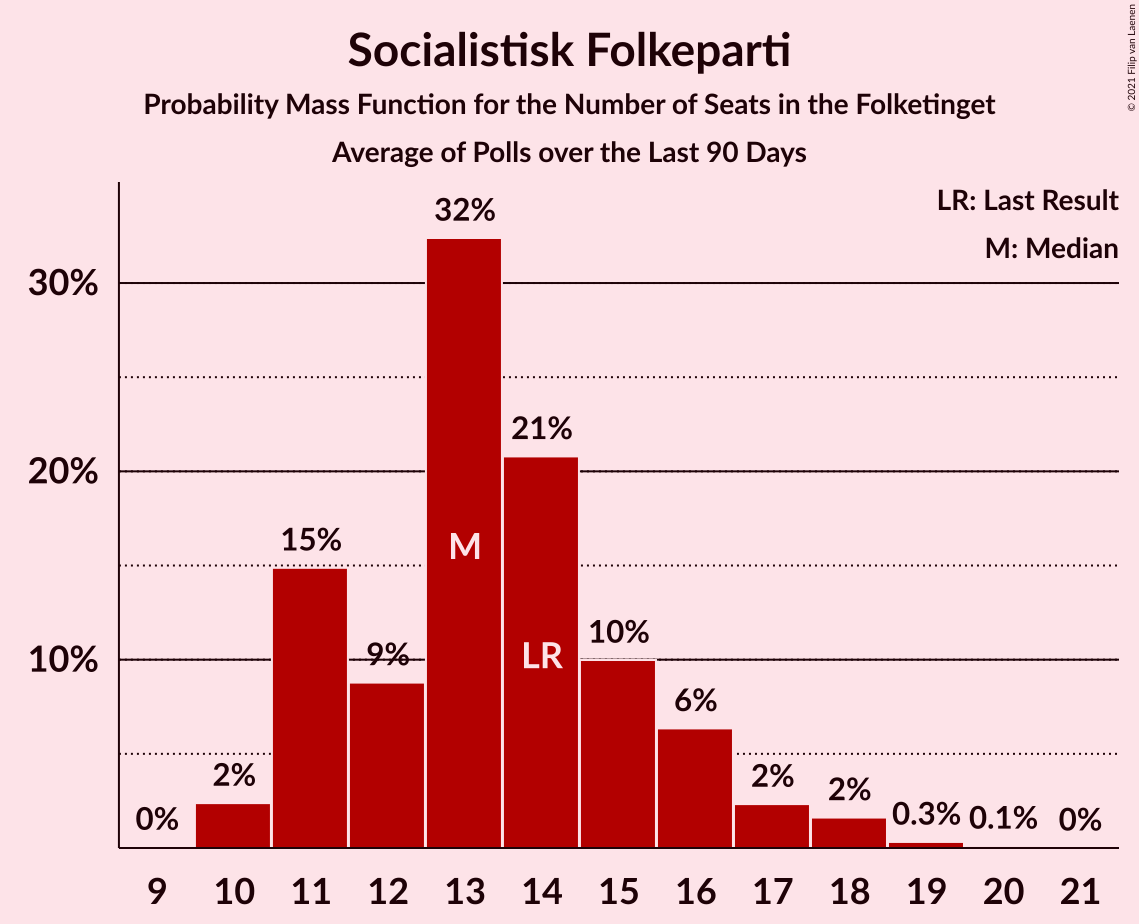 Socialistisk Folkeparti
Probability Mass Function for the Number of Seats in the Folketinget
Average of Polls over the Last 90 Days
© 2021 Filip van Laenen
LR: Last Result
M: Median
30%
20%
10%
0%
2%
15%
9%
32%
21%
10%
6%
2%
2%
0.3%
0.1%
0%
M
LR
9 10 11 12 13 14 15 16 17 18 19 20 21